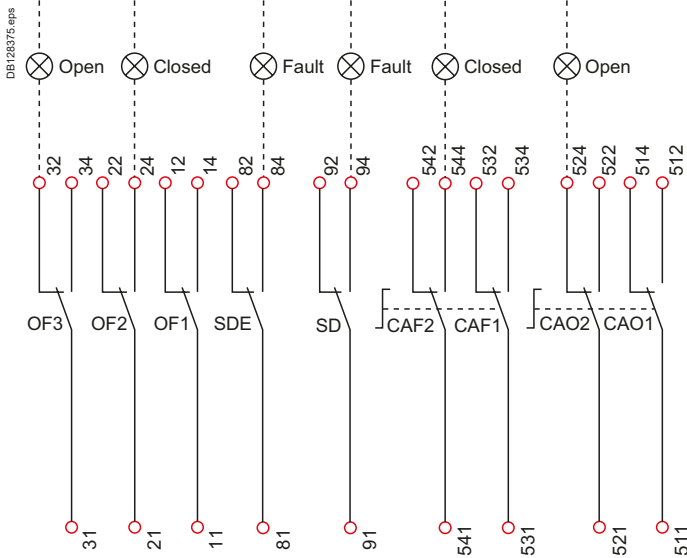 DB128375.eps
Open
Closed
Fault
Fault
Closed
Open
32
34
22
24
12
14
82
84
92
94
542
544
532
534
524
522
514
512
OF3
OF2
OF1
SDE
SD
CAF2
CAF1
CAO2
CAO1
31
21
11
81
91
541
531
521
511